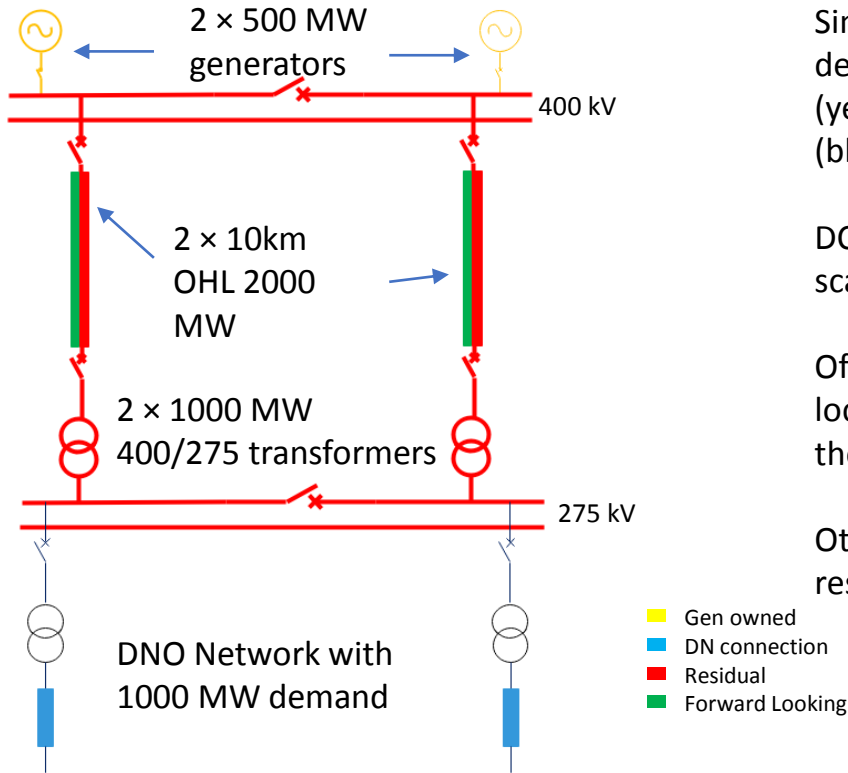 2 × 500 MW
generators
400 kV
2 × 10km
OHL 2000
MW
2 × 1000 MW
400/275 transformers
275 kV
DNO Network with
1000 MW demand
Gen owned
DN connection
Residual
Forward Looking